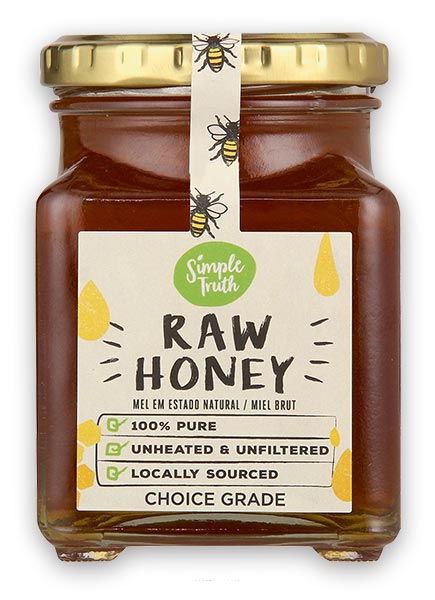 Simple
Truth
RAW
HONEY
MEL EM ESTADO NATURAL / MIEL BRUT
100% PURE
UNHEATED & UNFILTERED
LOCALLY SOURCED
CHOICE GRADE